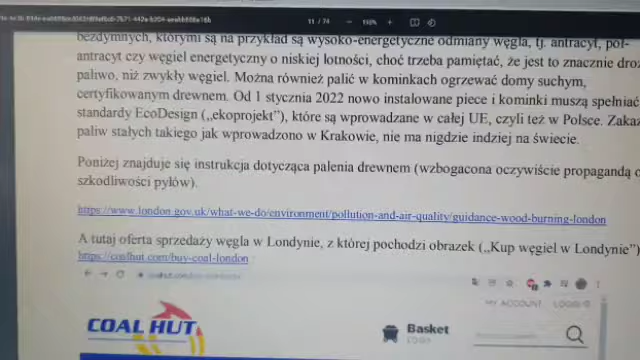 11 / 74
bezdymnych, którymi są na przykład są wysoko-energetyczne odmiany węgla, tj. antracyt, pół-
antracyt czy węgiel energetyczny o niskiej lotności, choć trzeba pamiętać, że jest to znacznie
paliwo, niż zwykły węgiel. Można również palić w kominkach ogrzewać domy suchym,
certyfikowanym drewnem. Od 1 stycznia 2022 nowo instalowane piece i kominki muszą spełniać
standardy EcoDesign („ekoprojekt”), które są wprowadzane w całej UE, czyli też w Polsce.
paliw stałych takiego jak wprowadzono w Krakowie, nie ma nigdzie indziej na świecie.
Poniżej znajduje się instrukcja dotycząca palenia drewnem (wzbogacona oczywiście propagandą o
szkodliwości pyłów).
https://www.london.gov.uk/what-we-do/environment/pollution-and-air-quality/guidance-wood-burning-london
A tutaj oferta sprzedaży węgla w Londynie, z której pochodzi obrazek („Kup węgiel w Londynie”)
https://coalhut.com/buy-coal-london
MY ACCOUNT LOGIN
COAL HUT
Basket